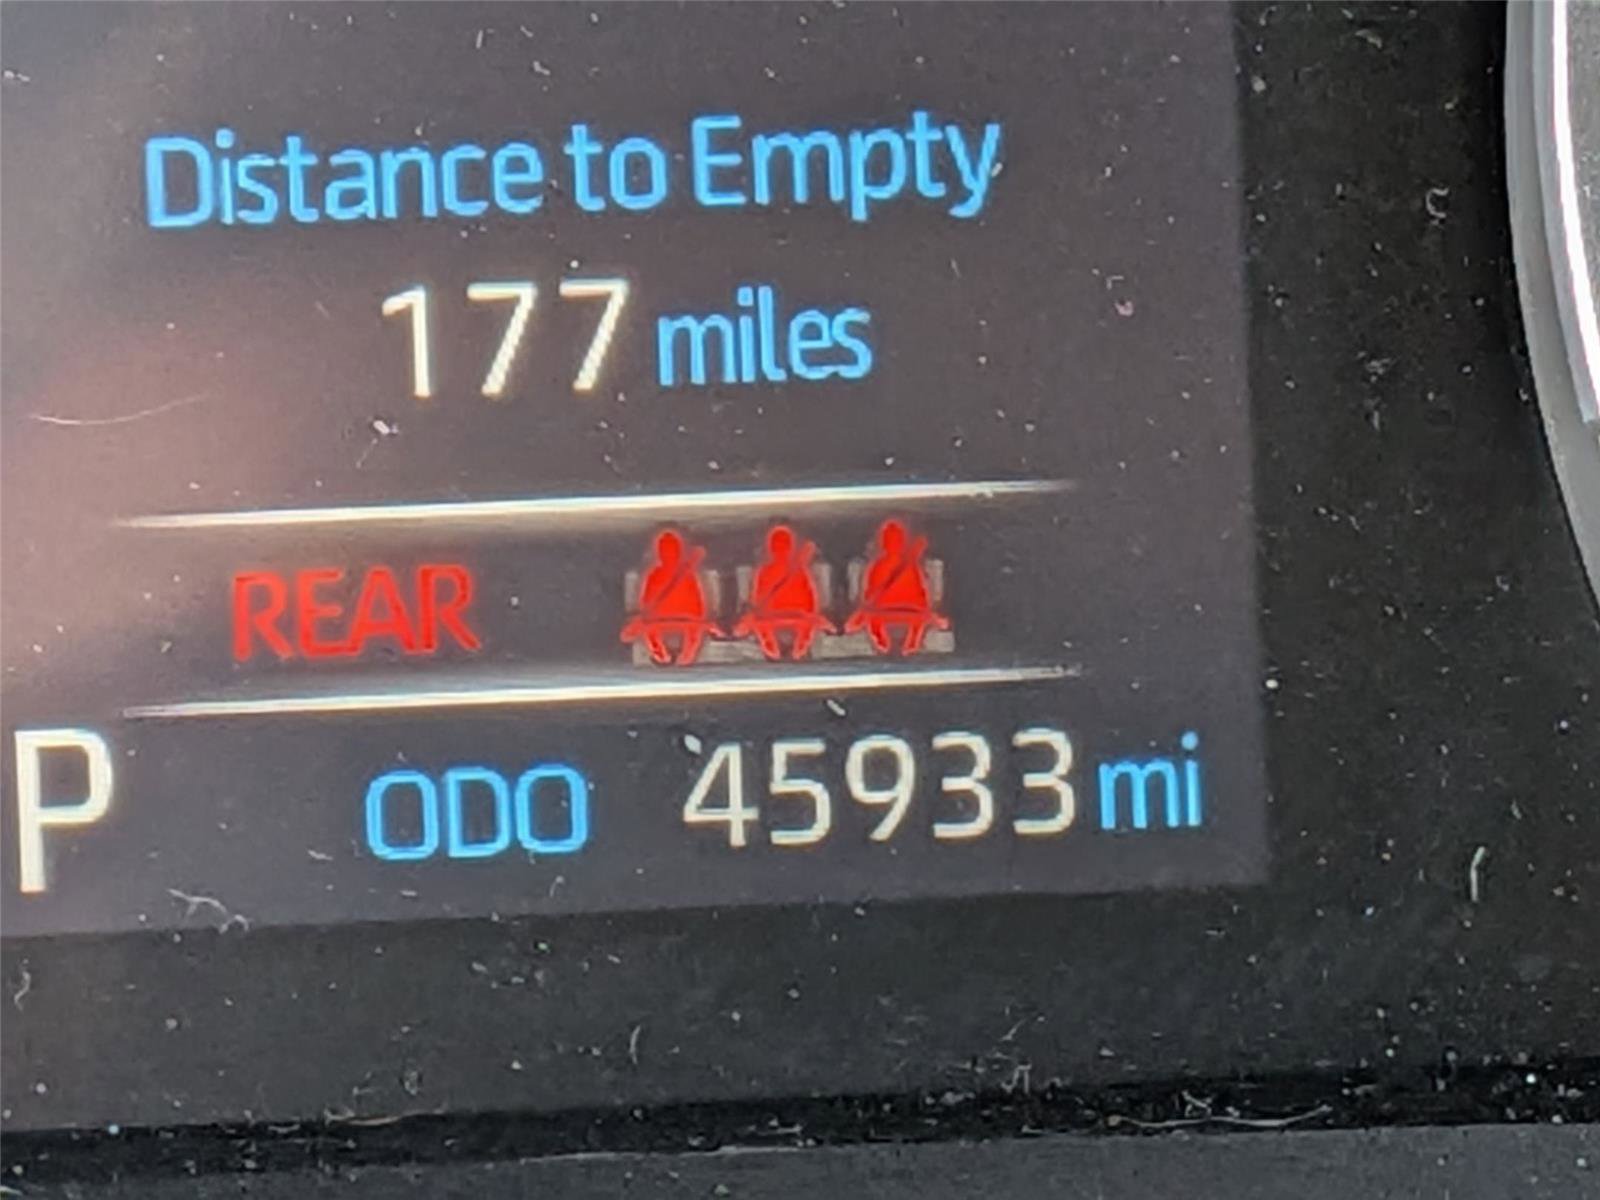 Distance to Empty
177 miles
REAR
P ODO 45933 mi